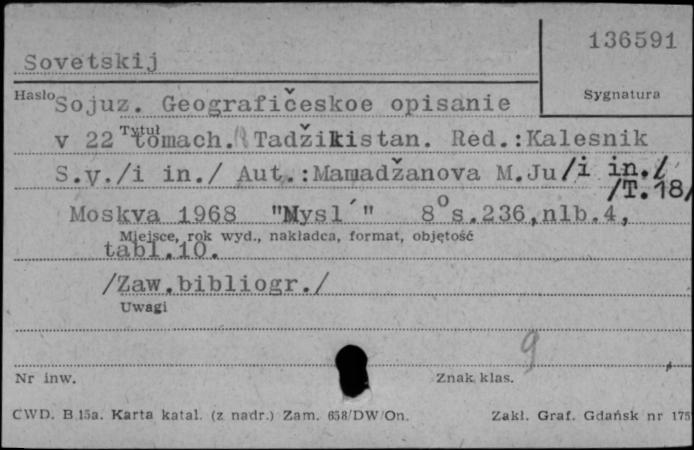 136591
Sovetskij
Hasło
Sygnatura
Sojuz. Geografičeskoe opisanie
Tytuł
v 22 tomach. Tadžikistan. Red.:Kalesnik
S.v./i in./ Aut.:Mamadžanova M.Ju/i in./
/T.18/
Moskva 1968 "Mysl´" 8º s.236,nlb.4,
Miejsce, rok wyd., nakładca, format, objętość
tabl.10.
/Zaw.bibliogr./
Uwagi
9
Nr inw.
Znak klas.
CWD. B 15a. Karta katal. (z nadr.) Zam. 658/DW/On.
Zakł. Graf. Gdańsk nr 175